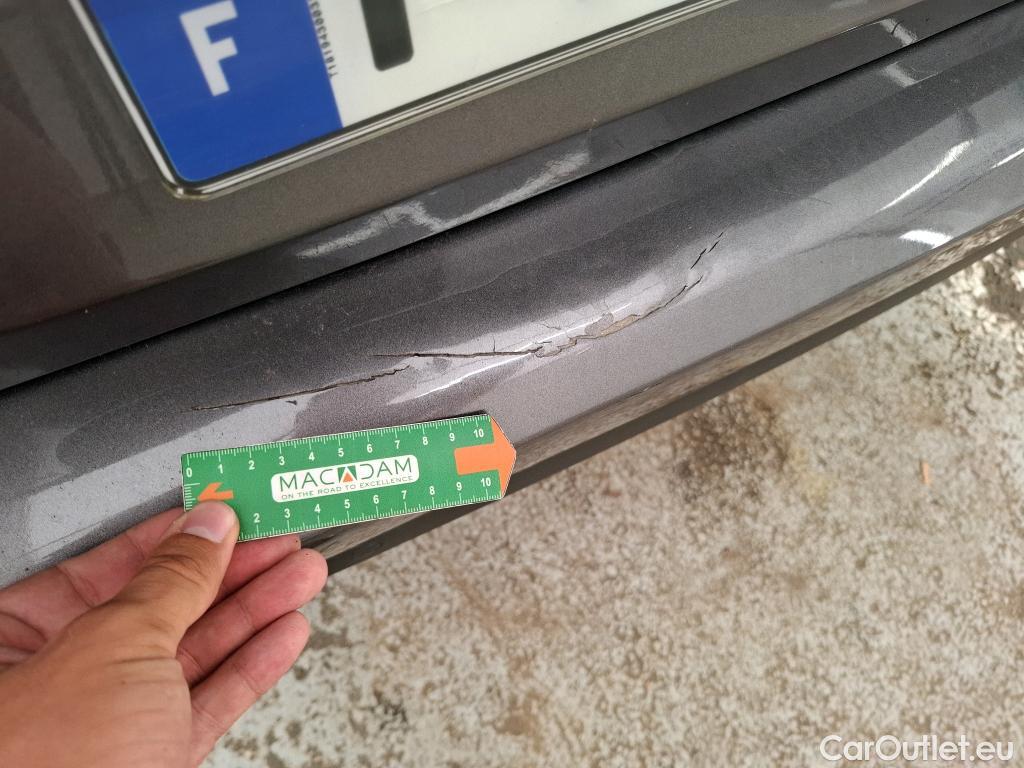 F
0 1 2 3 4 5 6 7 8 9 10
MACADAM
ON THE ROAD TO EXCELLENCE
2 3 4 5 6 7 8 9 10
CarOutlet.eu